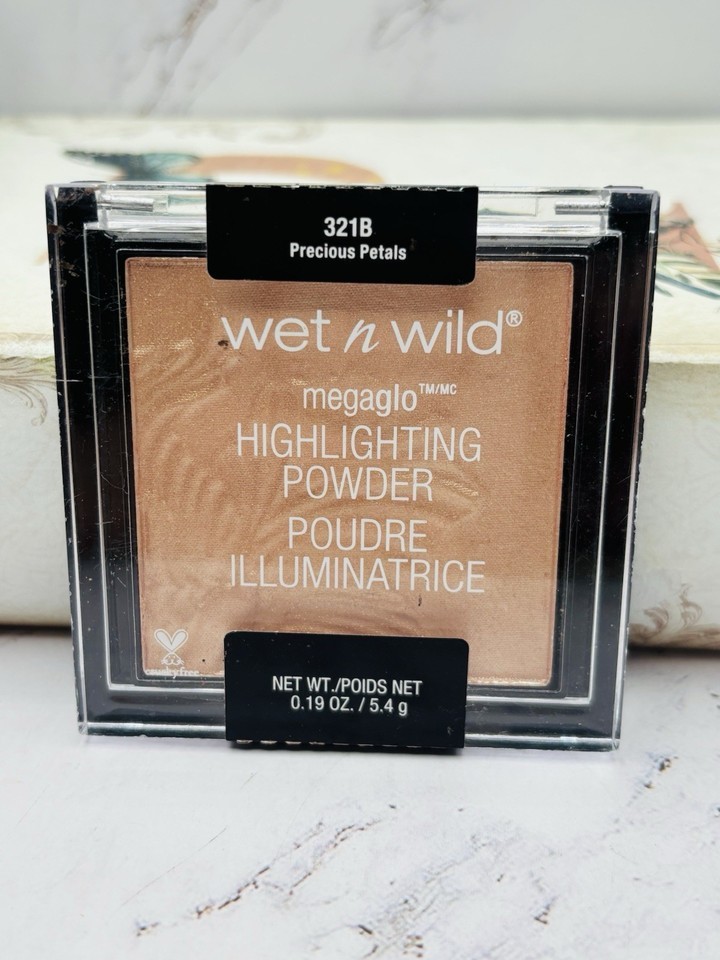 321B
Precious Petals
wet n wild®
megaglo™/MC
HIGHLIGHTING
POWDER
POUDRE
ILLUMINATRICE
crueltyfree
NET WT./POIDS NET
0.19 OZ. / 5.4 g